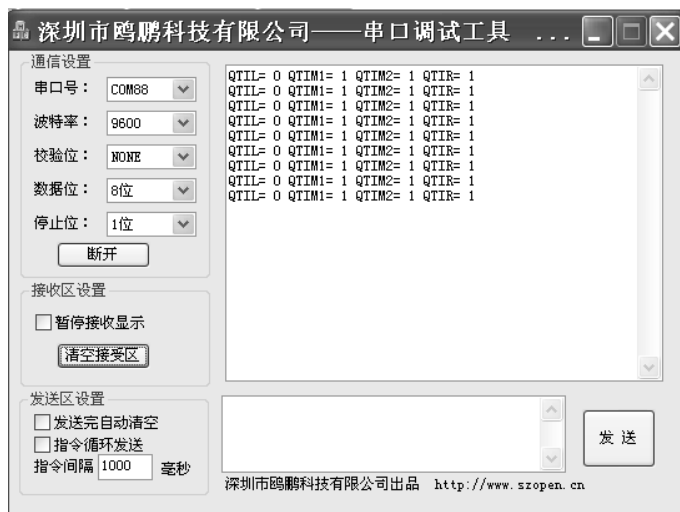 深圳市鸥鹏科技有限公司——串口调试工具 ...
通信设置
串口号： COM88
波特率： 9600
校验位： NONE
数据位： 8位
停止位： 1位
断开
接收区设置
暂停接收显示
清空接受区
QTIL= 0 QTIM1= 1 QTIM2= 1 QTIR= 1
QTIL= 0 QTIM1= 1 QTIM2= 1 QTIR= 1
QTIL= 0 QTIM1= 1 QTIM2= 1 QTIR= 1
QTIL= 0 QTIM1= 1 QTIM2= 1 QTIR= 1
QTIL= 0 QTIM1= 1 QTIM2= 1 QTIR= 1
QTIL= 0 QTIM1= 1 QTIM2= 1 QTIR= 1
QTIL= 0 QTIM1= 1 QTIM2= 1 QTIR= 1
QTIL= 0 QTIM1= 1 QTIM2= 1 QTIR= 1
QTIL= 0 QTIM1= 1 QTIM2= 1 QTIR= 1
发送区设置
发送完自动清空
指令循环发送
指令间隔 1000 毫秒
发 送
深圳市鸥鹏科技有限公司出品 http://www.szopen.cn